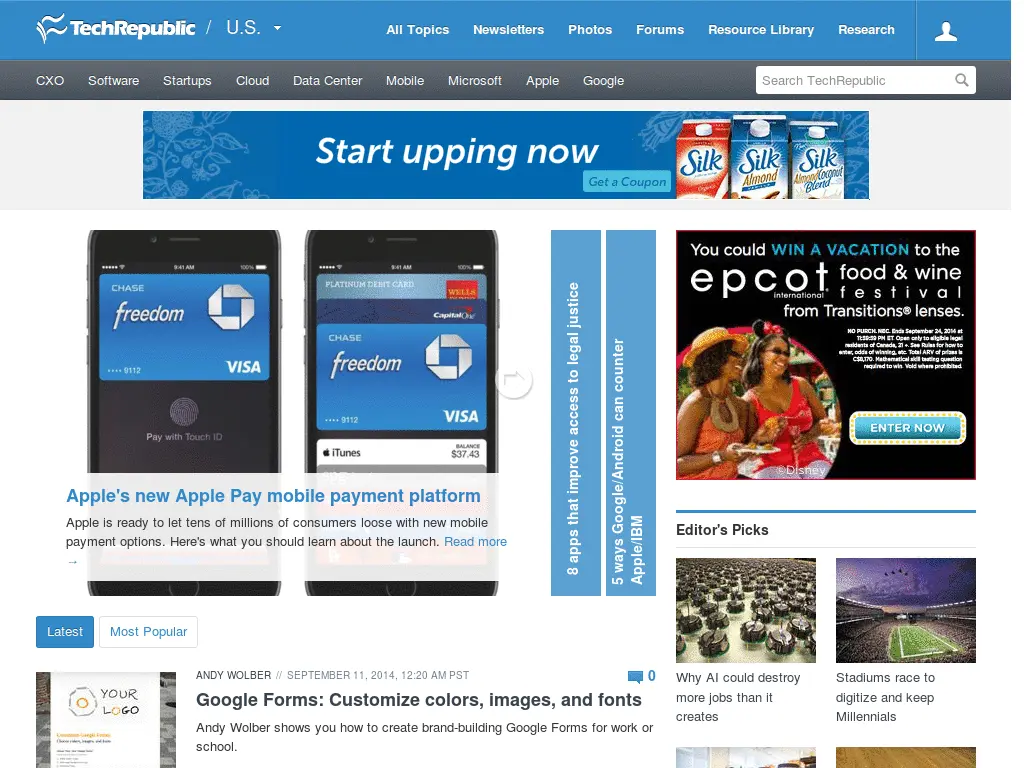 TechRepublic / U.S.
All Topics Newsletters Photos Forums Resource Library Research
CXO Software Startups Cloud Data Center Mobile Microsoft Apple Google
Search TechRepublic
Start upping now
Get a Coupon
Silk
Silk
Almond
Silk
Almond Coconut
Blend
9:41 AM 100%
CHASE
freedom
9112
VISA
Pay with Touch ID
9:41 AM 100%
PLATINUM DEBIT CARD
WELLS
Capital One
CHASE
freedom
9112
VISA
iTunes
BALANCE
$37.43
Apple's new Apple Pay mobile payment platform
Apple is ready to let tens of millions of consumers loose with new mobile
payment options. Here's what you should learn about the launch. Read more
→
8 apps that improve access to legal justice
5 ways Google/Android can counter
Apple/IBM
You could WIN A VACATION to the
epcot
international
food & wine
festival
from Transitions® lenses.
NO PURCH. NEC. Ends September 24, 2014 at
11:59:59 PM ET. Open only to eligible legal
residents of Canada, 21 +. See Rules for how to
enter, odds of winning, etc. Total ARV of prizes is
C$8,170. Mathematical skill testing question
required to win. Void where prohibited.
ENTER NOW
©Disney
Editor's Picks
Why AI could destroy
more jobs than it
creates
Stadiums race to
digitize and keep
Millennials
Latest Most Popular
YOUR
LOGO
ANDY WOLBER // SEPTEMBER 11, 2014, 12:20 AM PST
0
Google Forms: Customize colors, images, and fonts
Andy Wolber shows you how to create brand-building Google Forms for work or
school.